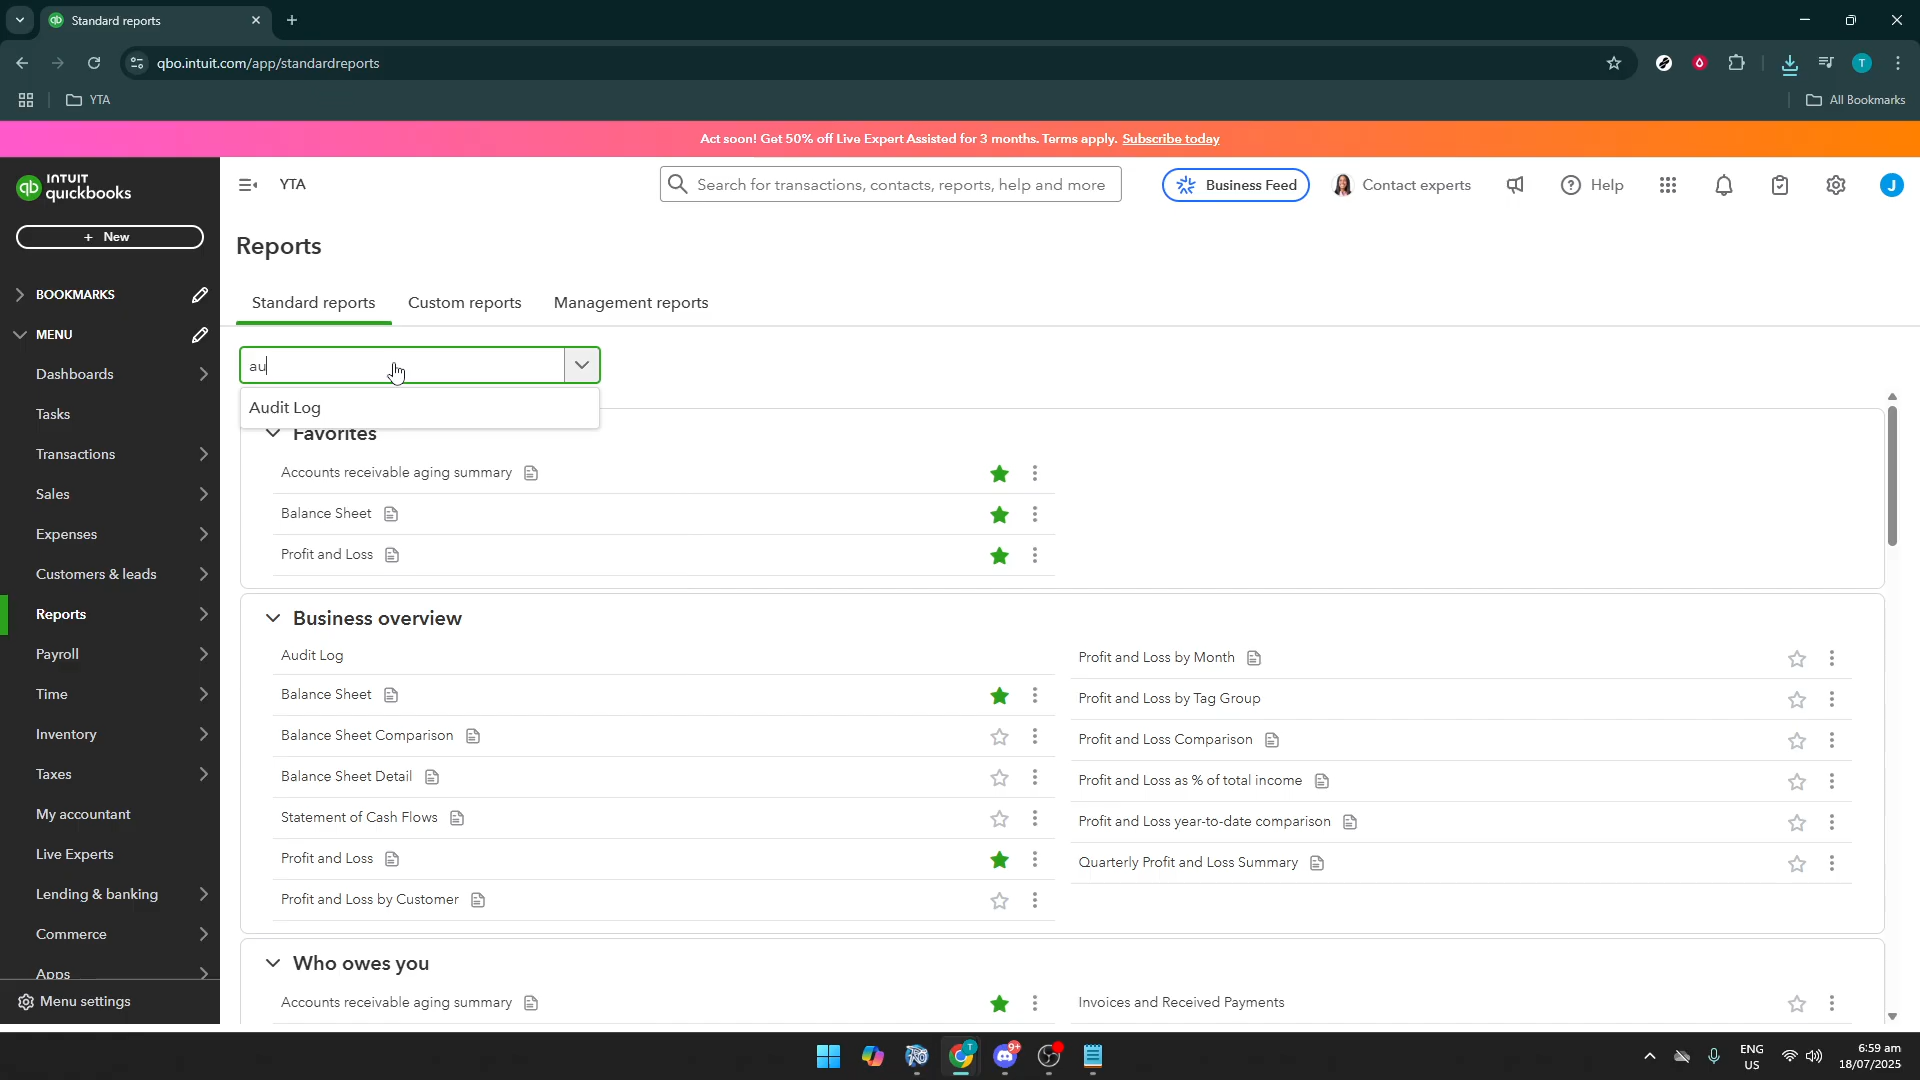 Standard reports
qbo.intuit.com/app/standardreports
YTA
All Bookmarks
Act soon! Get 50% off Live Expert Assisted for 3 months. Terms apply. Subscribe today
INTUIT
quickbooks
YTA
Search for transactions, contacts, reports, help and more
Business Feed
Contact experts
Help
J
+ New
Reports
BOOKMARKS
Standard reports
Custom reports
Management reports
MENU
au
Audit Log
Dashboards
Tasks
Transactions
Sales
Expenses
Customers & leads
Reports
Payroll
Time
Inventory
Taxes
My accountant
Live Experts
Lending & banking
Commerce
Apps
Menu settings
Favorites
Accounts receivable aging summary
Balance Sheet
Profit and Loss
Business overview
Audit Log
Balance Sheet
Balance Sheet Comparison
Balance Sheet Detail
Statement of Cash Flows
Profit and Loss
Profit and Loss by Customer
Profit and Loss by Month
Profit and Loss by Tag Group
Profit and Loss Comparison
Profit and Loss as % of total income
Profit and Loss year-to-date comparison
Quarterly Profit and Loss Summary
Who owes you
Accounts receivable aging summary
Invoices and Received Payments
T
9+
ENG
US
6:59 am
18/07/2025